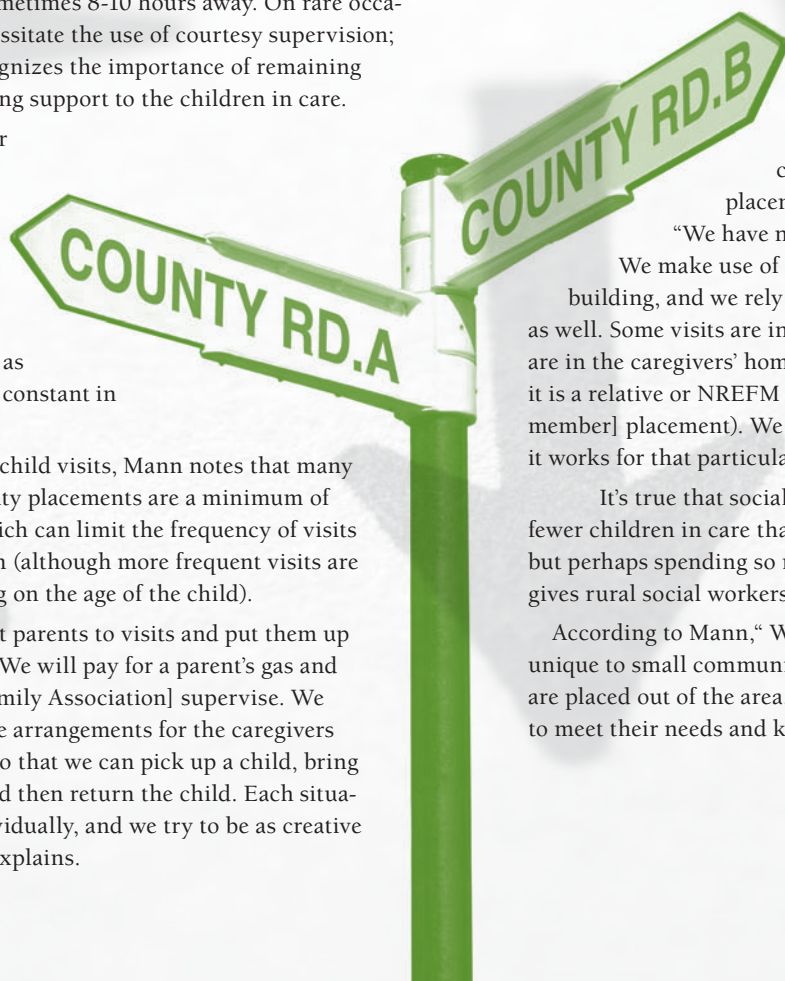 metimes 8-10 hours away. On rare occa-
ssitate the use of courtesy supervision;
gnizes the importance of remaining
ng support to the children in care.
r
as
constant in
child visits, Mann notes that many
ty placements are a minimum of
ich can limit the frequency of visits
n (although more frequent visits are
g on the age of the child).
t parents to visits and put them up
We will pay for a parent's gas and
mily Association] supervise. We
e arrangements for the caregivers
o that we can pick up a child, bring
d then return the child. Each situa-
vidually, and we try to be as creative
xplains.
COUNTY RD.A
COUNTY RD.B
c
placen
“We have n
We make use of
building, and we rely
as well. Some visits are in
are in the caregivers’ hom
it is a relative or NREFM
member] placement). We
it works for that particula
It’s true that social
fewer children in care tha
but perhaps spending so n
gives rural social workers
According to Mann,“ W
unique to small communi
are placed out of the area
to meet their needs and k